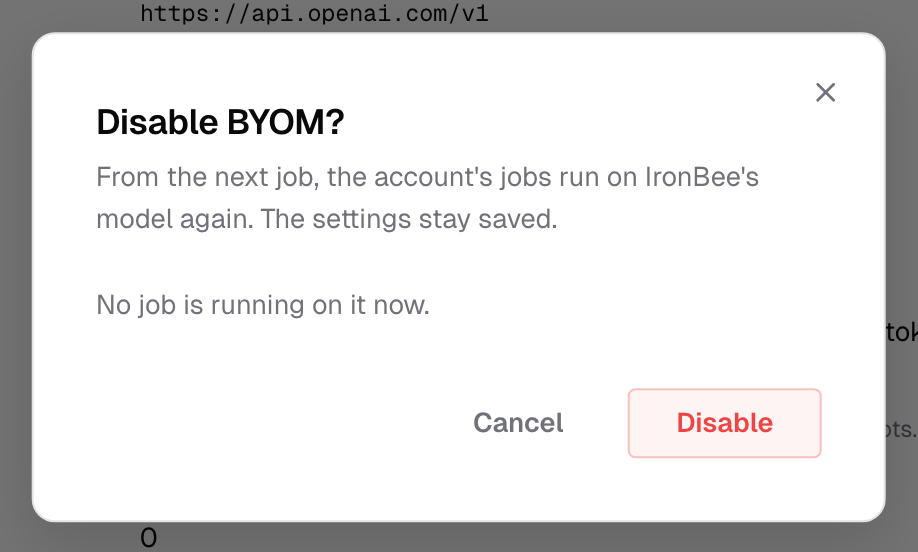 https://api.openai.com/v1
Disable BYOM?
From the next job, the account's jobs run on IronBee's
model again. The settings stay saved.
No job is running on it now.
Cancel
Disable
0